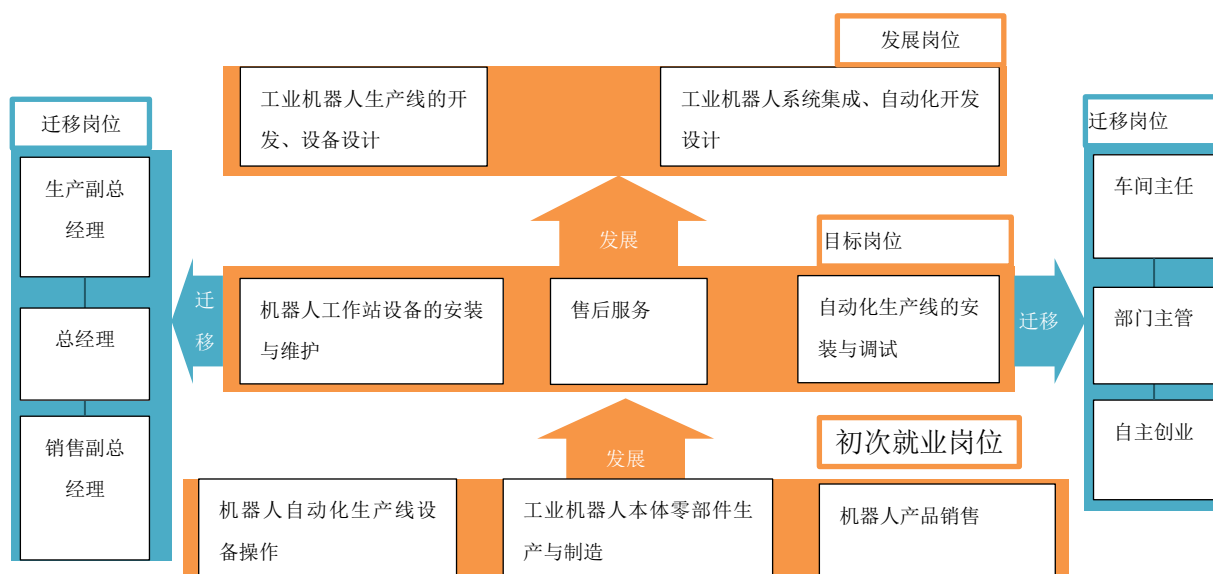 发展岗位
工业机器人生产线的开
发、设备设计
工业机器人系统集成、自动化开发
设计
迁移岗位
生产副总
经理
总经理
销售副总
经理
迁移岗位
车间主任
部门主管
自主创业
发展
目标岗位
迁
移
机器人工作站设备的安装
与维护
售后服务
自动化生产线的安
装与调试
迁移
发展
初次就业岗位
机器人自动化生产线设
备操作
工业机器人本体零部件生
产与制造
机器人产品销售